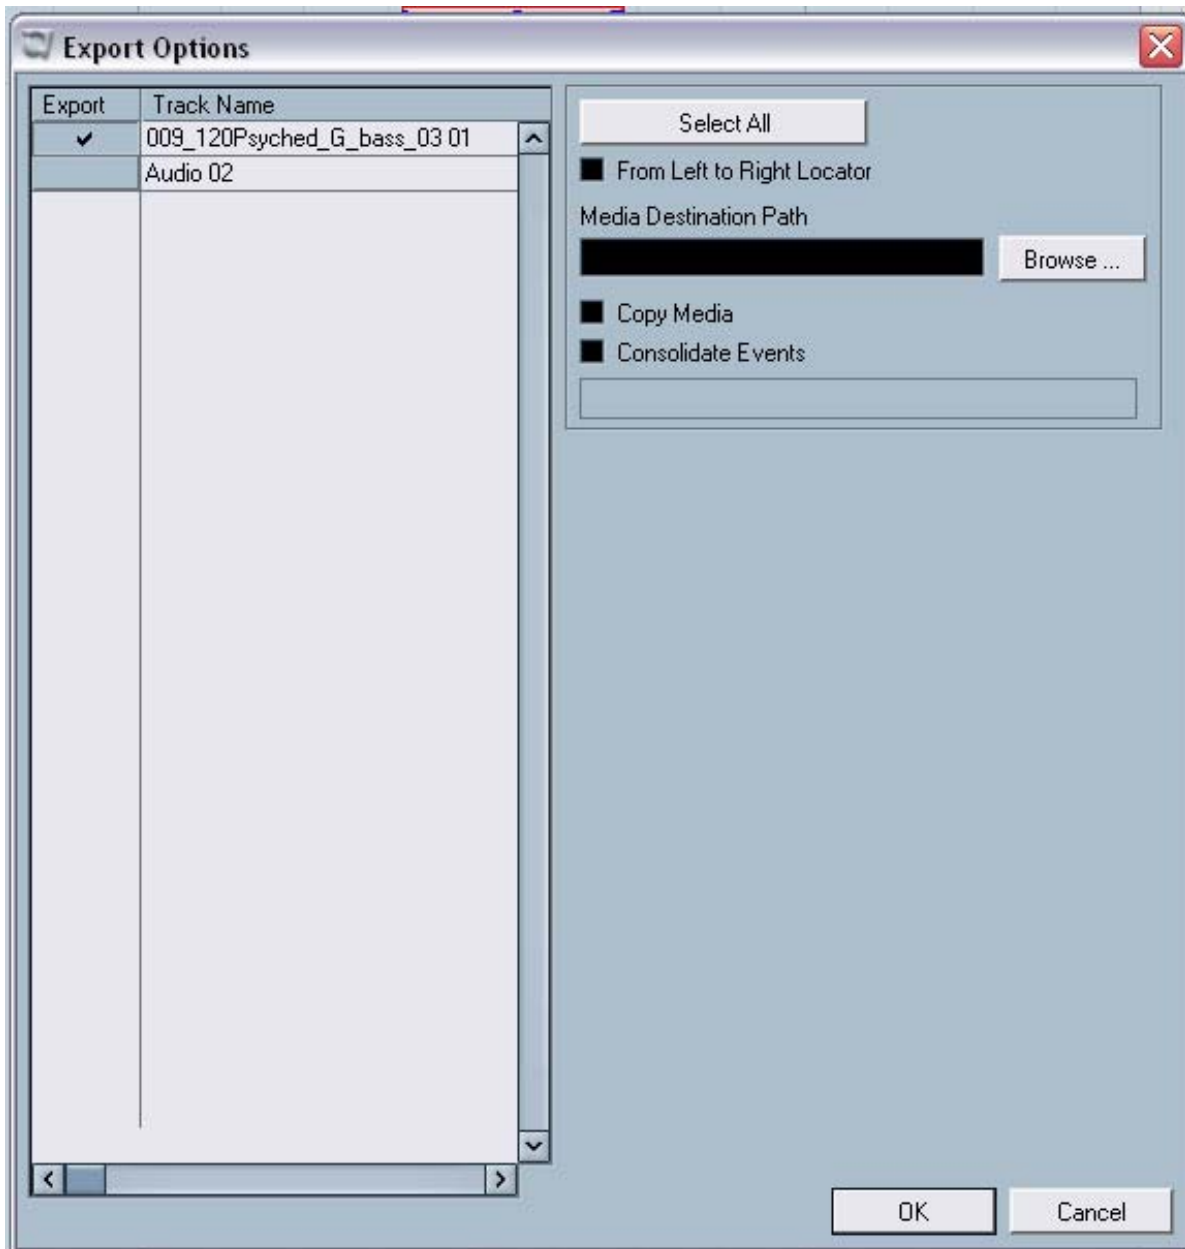 Export Options
Export Track Name
009_120Psyched_G_bass_03 01
Audio 02
Select All
From Left to Right Locator
Media Destination Path
Browse ...
Copy Media
Consolidate Events
OK Cancel